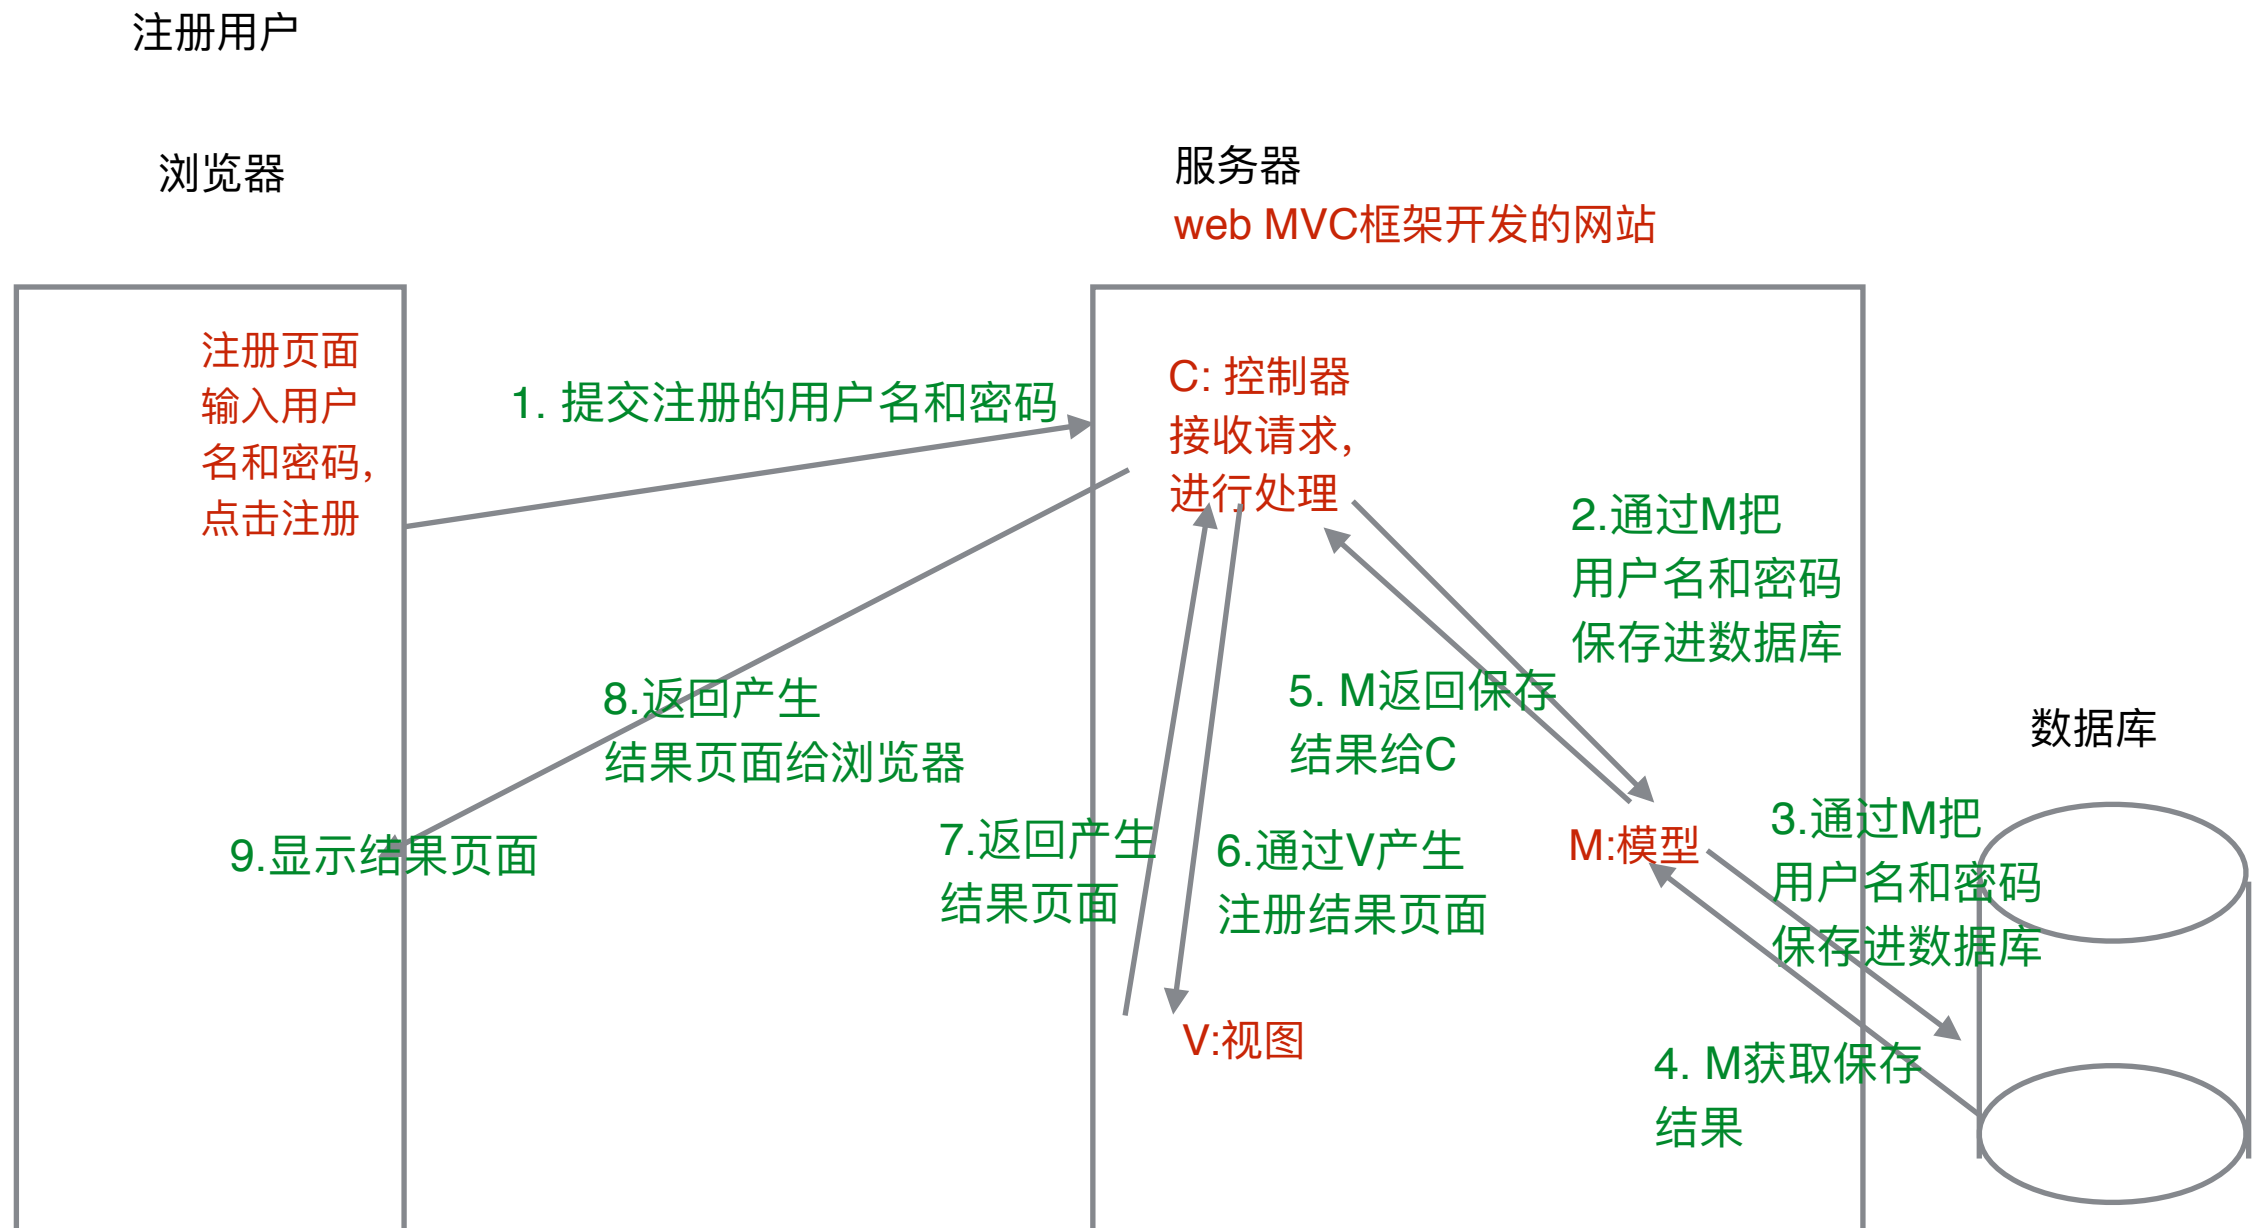 注册用户
浏览器
服务器
web MVC框架开发的网站
注册页面
输入用户
名和密码，
点击注册
1. 提交注册的用户名和密码
C: 控制器
接收请求，
进行处理
2.通过M把
用户名和密码
保存进数据库
8.返回产生
结果页面给浏览器
5. M返回保存
结果给C
数据库
9.显示结果页面
7.返回产生
结果页面
6.通过V产生
注册结果页面
M:模型
3.通过M把
用户名和密码
保存进数据库
V:视图
4. M获取保存
结果